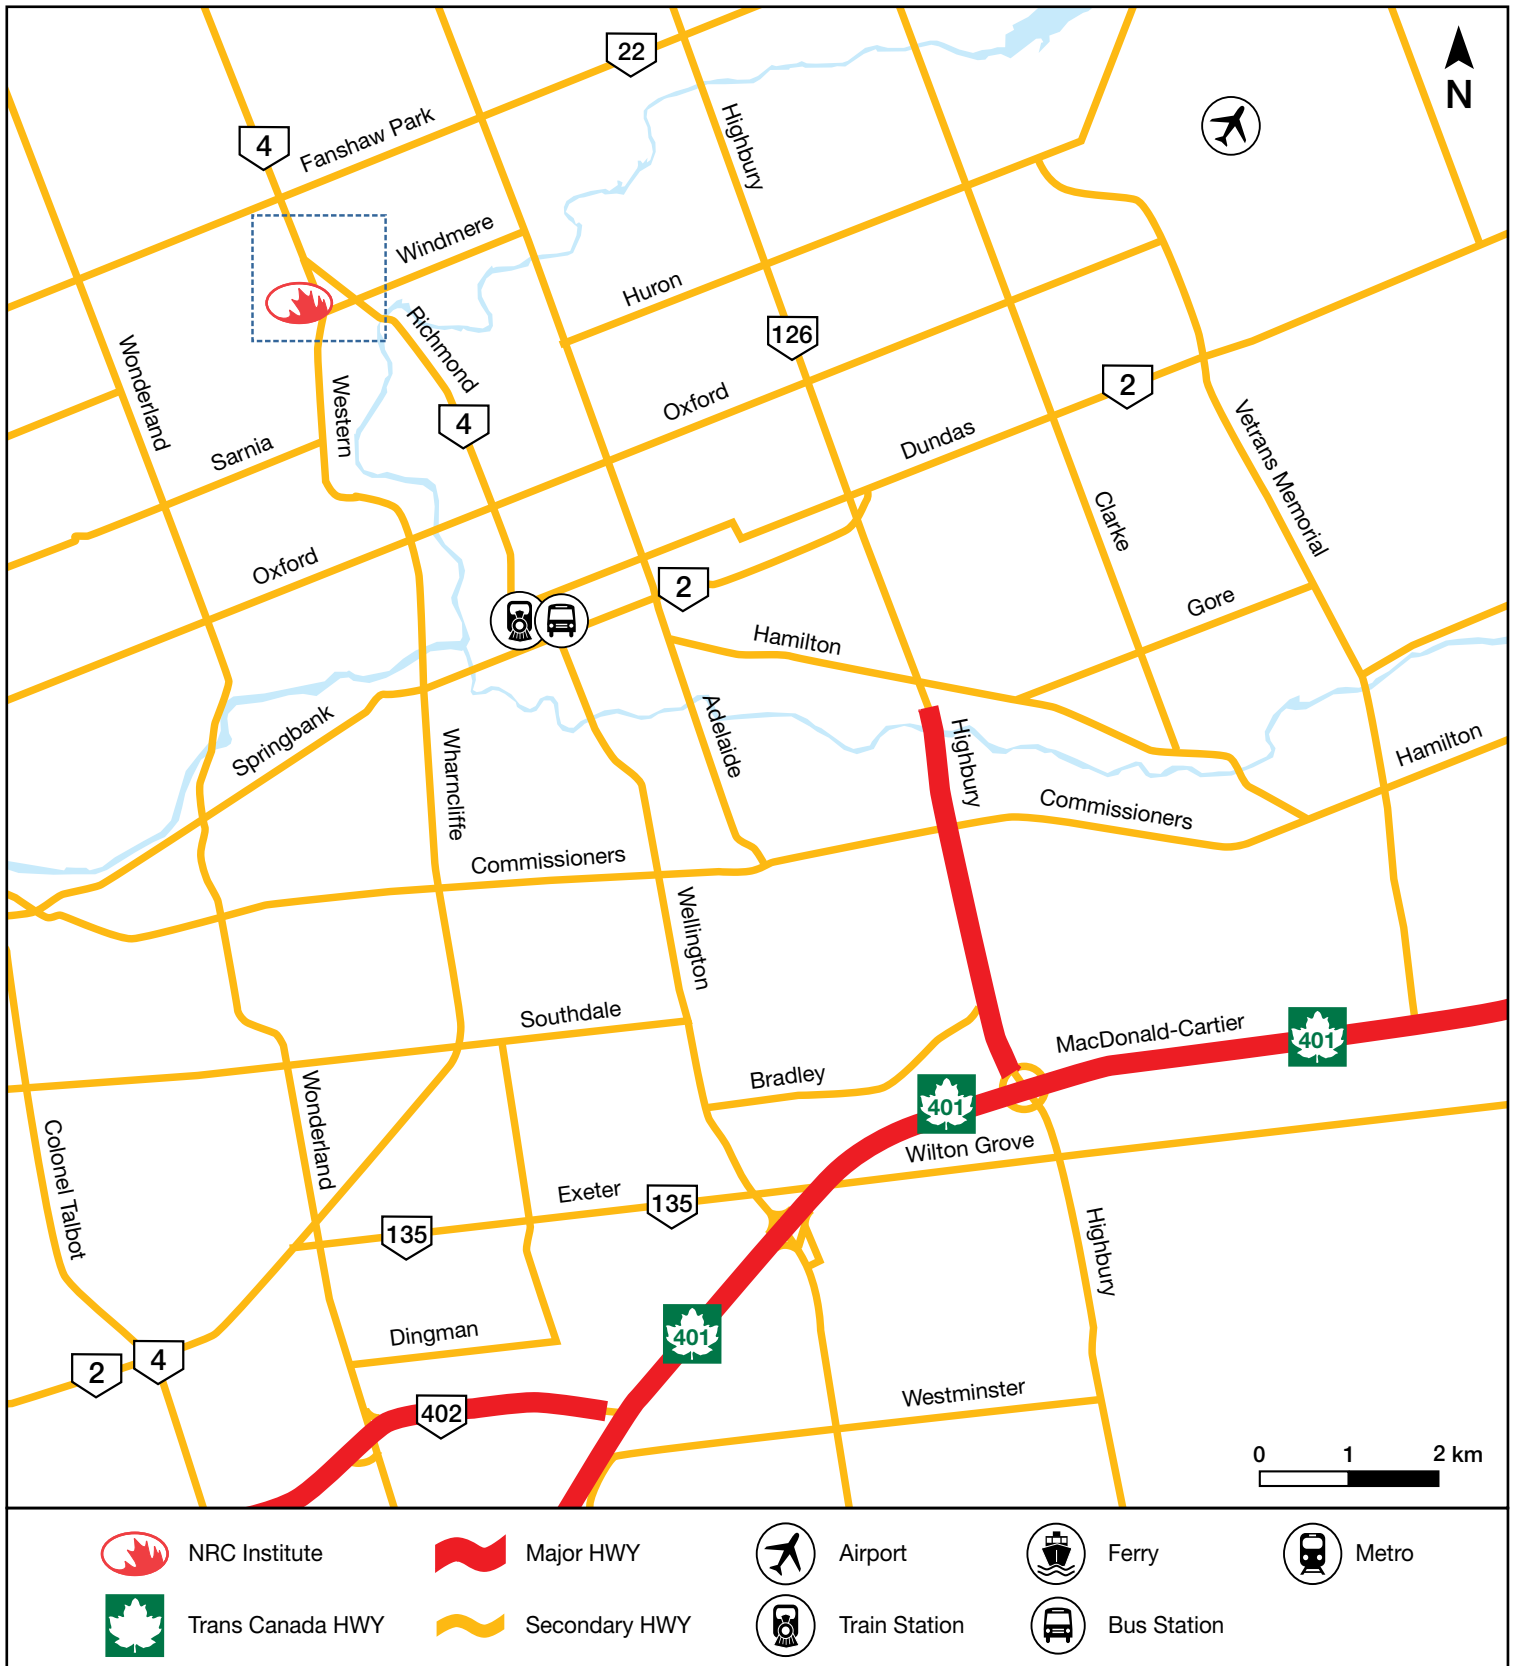 22
N
4
Fanshaw Park
Highbury
Windmere
Huron
Richmond
126
Wonderland
Western
4
Oxford
2
Dundas
Sarnia
Vetrans Memorial
Clarke
Oxford
2
Gore
Hamilton
Springbank
Adelaide
Highbury
Wharncliffe
Hamilton
Commissioners
Commissioners
Wellington
Southdale
MacDonald-Cartier
401
Bradley
401
Wonderland
Colonel Talbot
Wilton Grove
Exeter
135
135
Highbury
Dingman
401
2
4
402
Westminster
0 1 2 km
NRC Institute
Major HWY
Airport
Ferry
Metro
Trans Canada HWY
Secondary HWY
Train Station
Bus Station